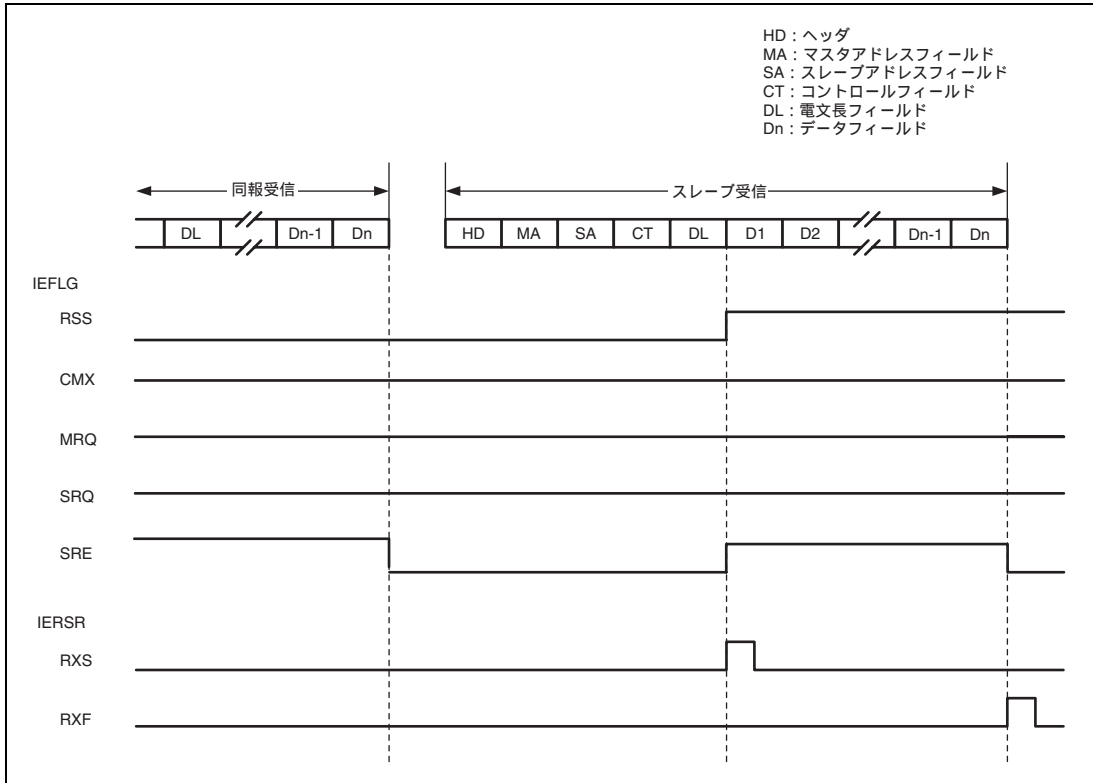 HD：ヘッダ
MA：マスタアドレスフィールド
SA：スレーブアドレスフィールド
CT：コントロールフィールド
DL：電文長フィールド
Dn：データフィールド
同報受信 スレーブ受信
DL Dn-1 Dn HD MA SA CT DL D1 D2 Dn-1 Dn
IEFLG
RSS
CMX
MRQ
SRQ
SRE
IERSR
RXS
RXF